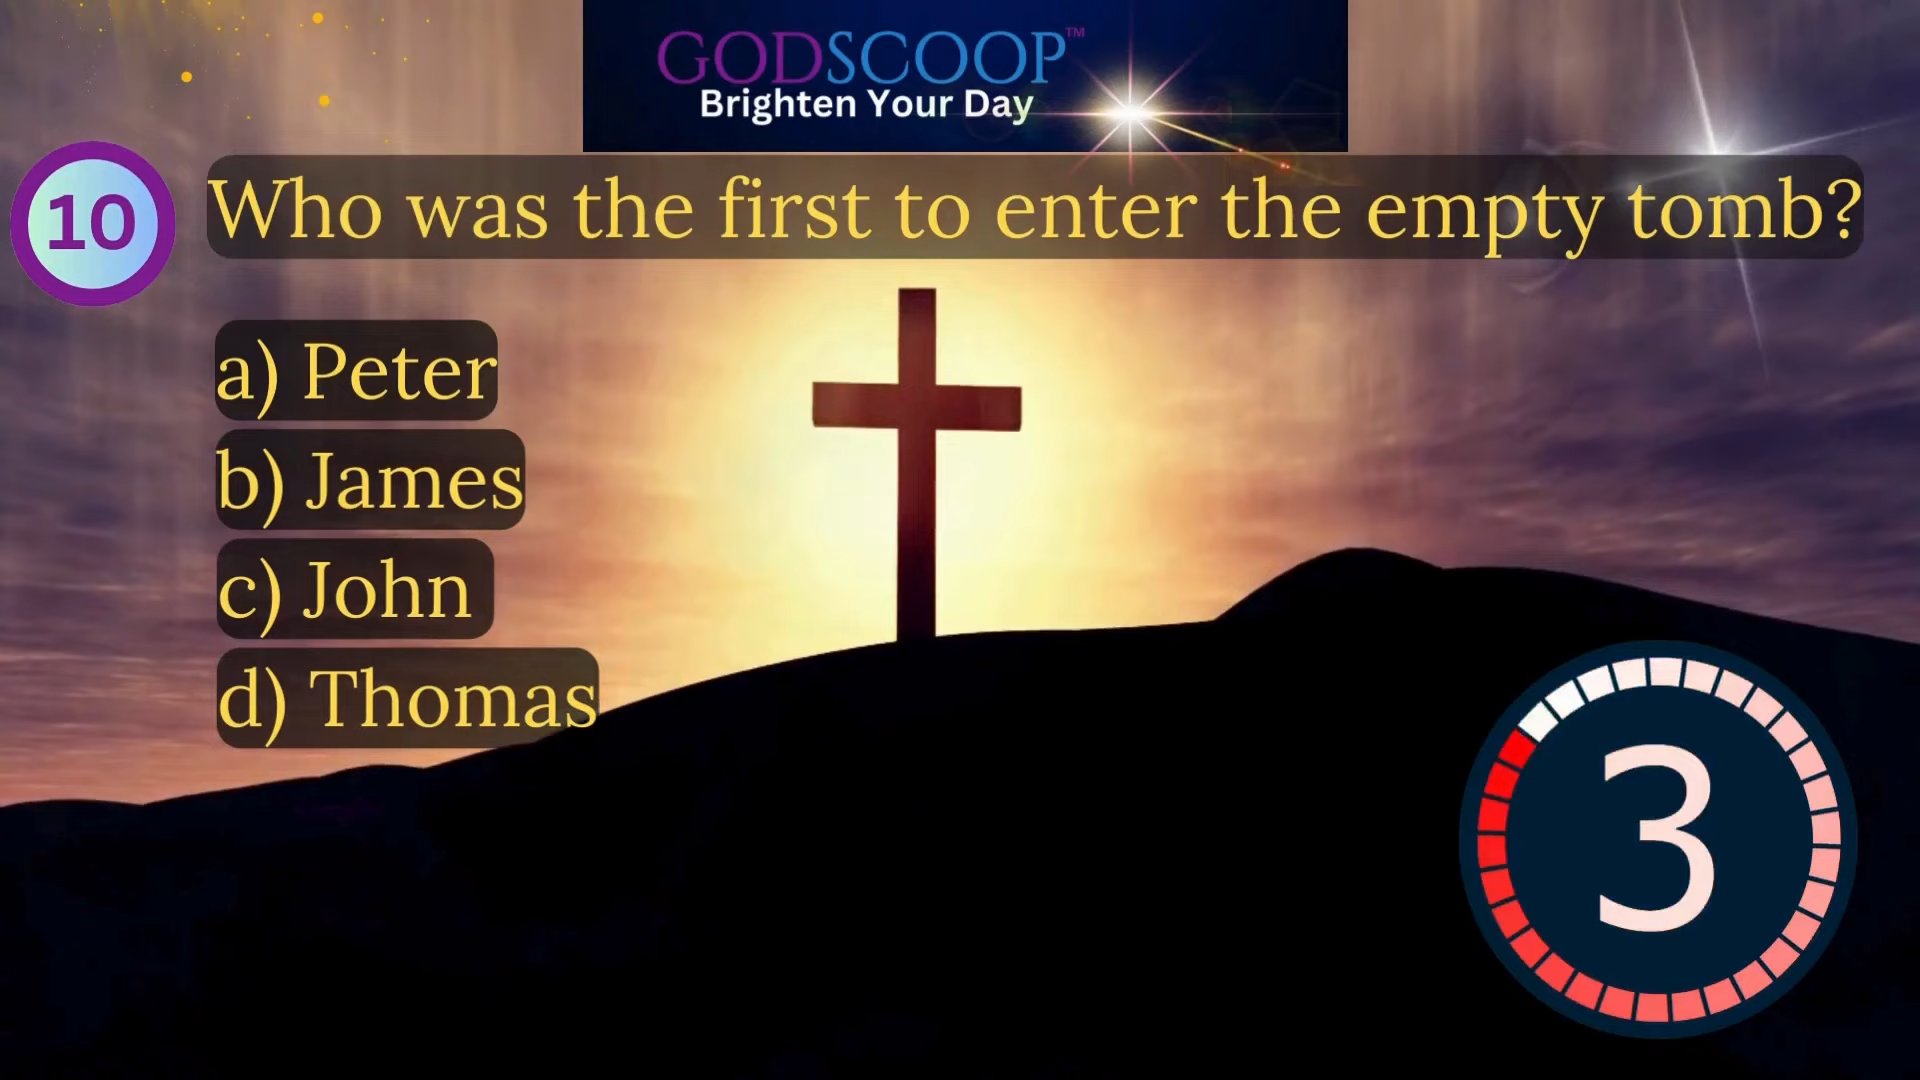 GODSCOOP™
Brighten Your Day
10
Who was the first to enter the empty tomb?
a) Peter
b) James
c) John
d) Thomas
3